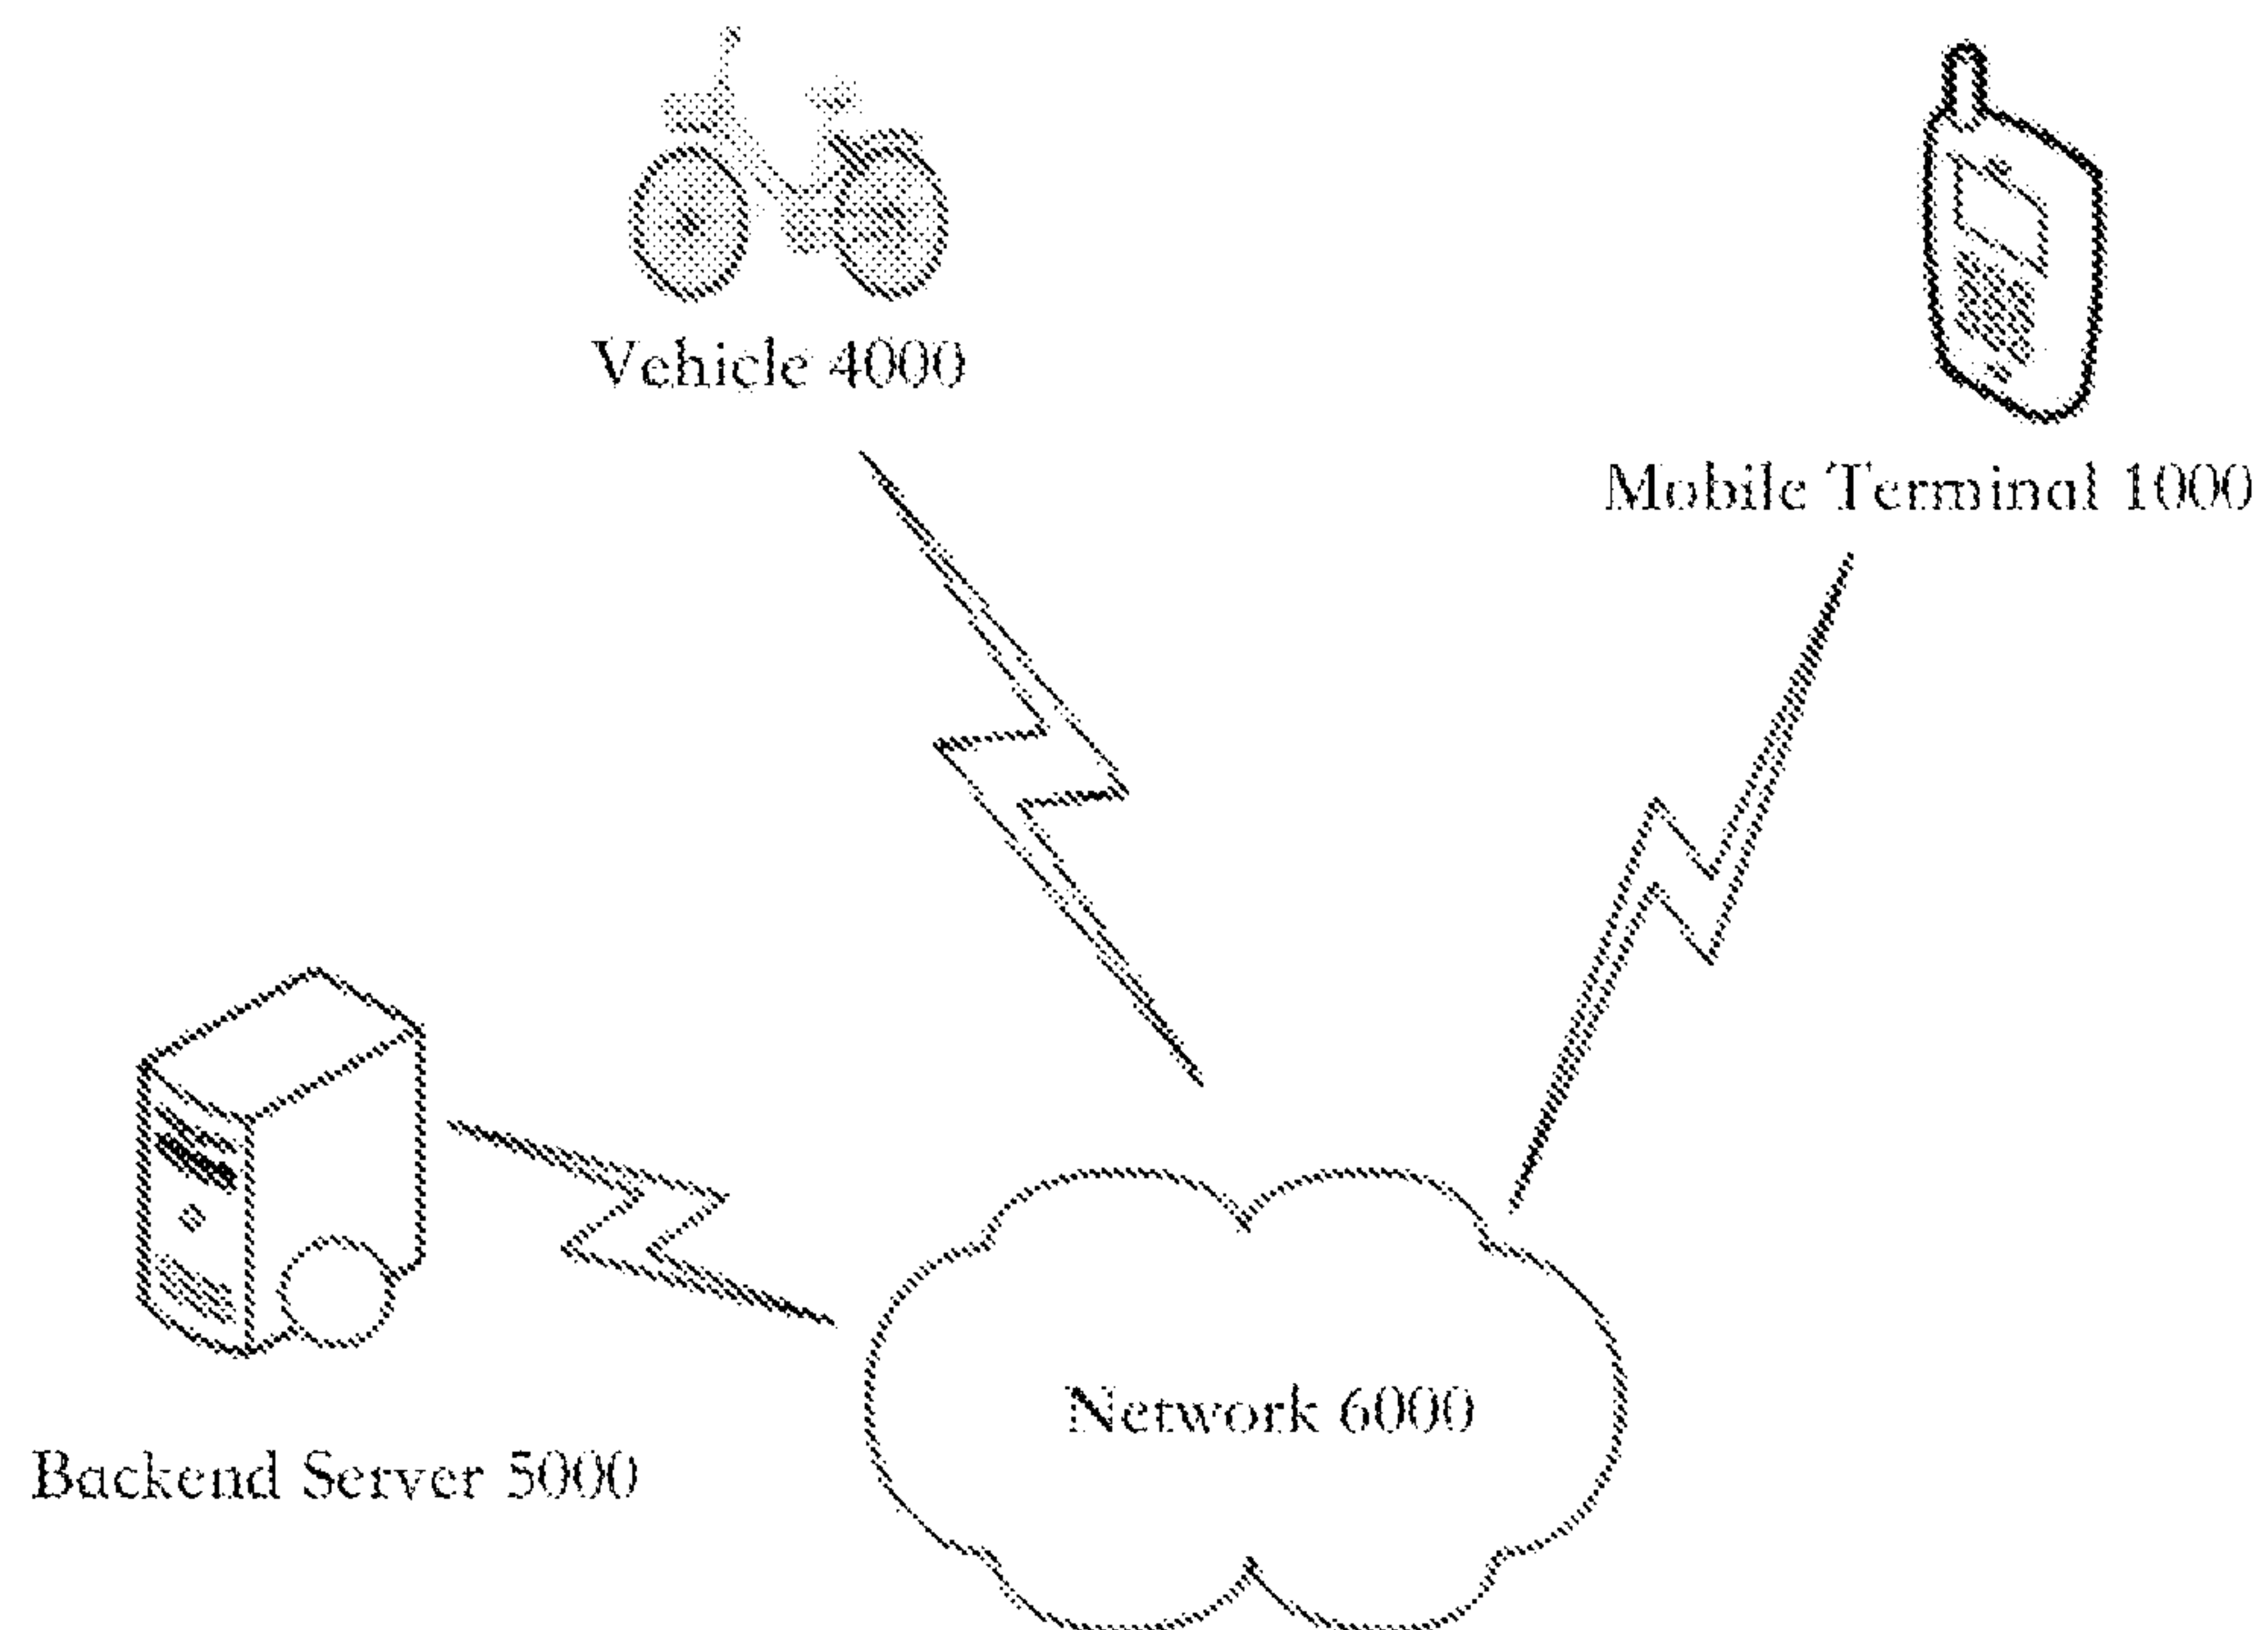 Vehicle 4000
Mobile Terminal 1000
Network 6000
Backend Server 5000